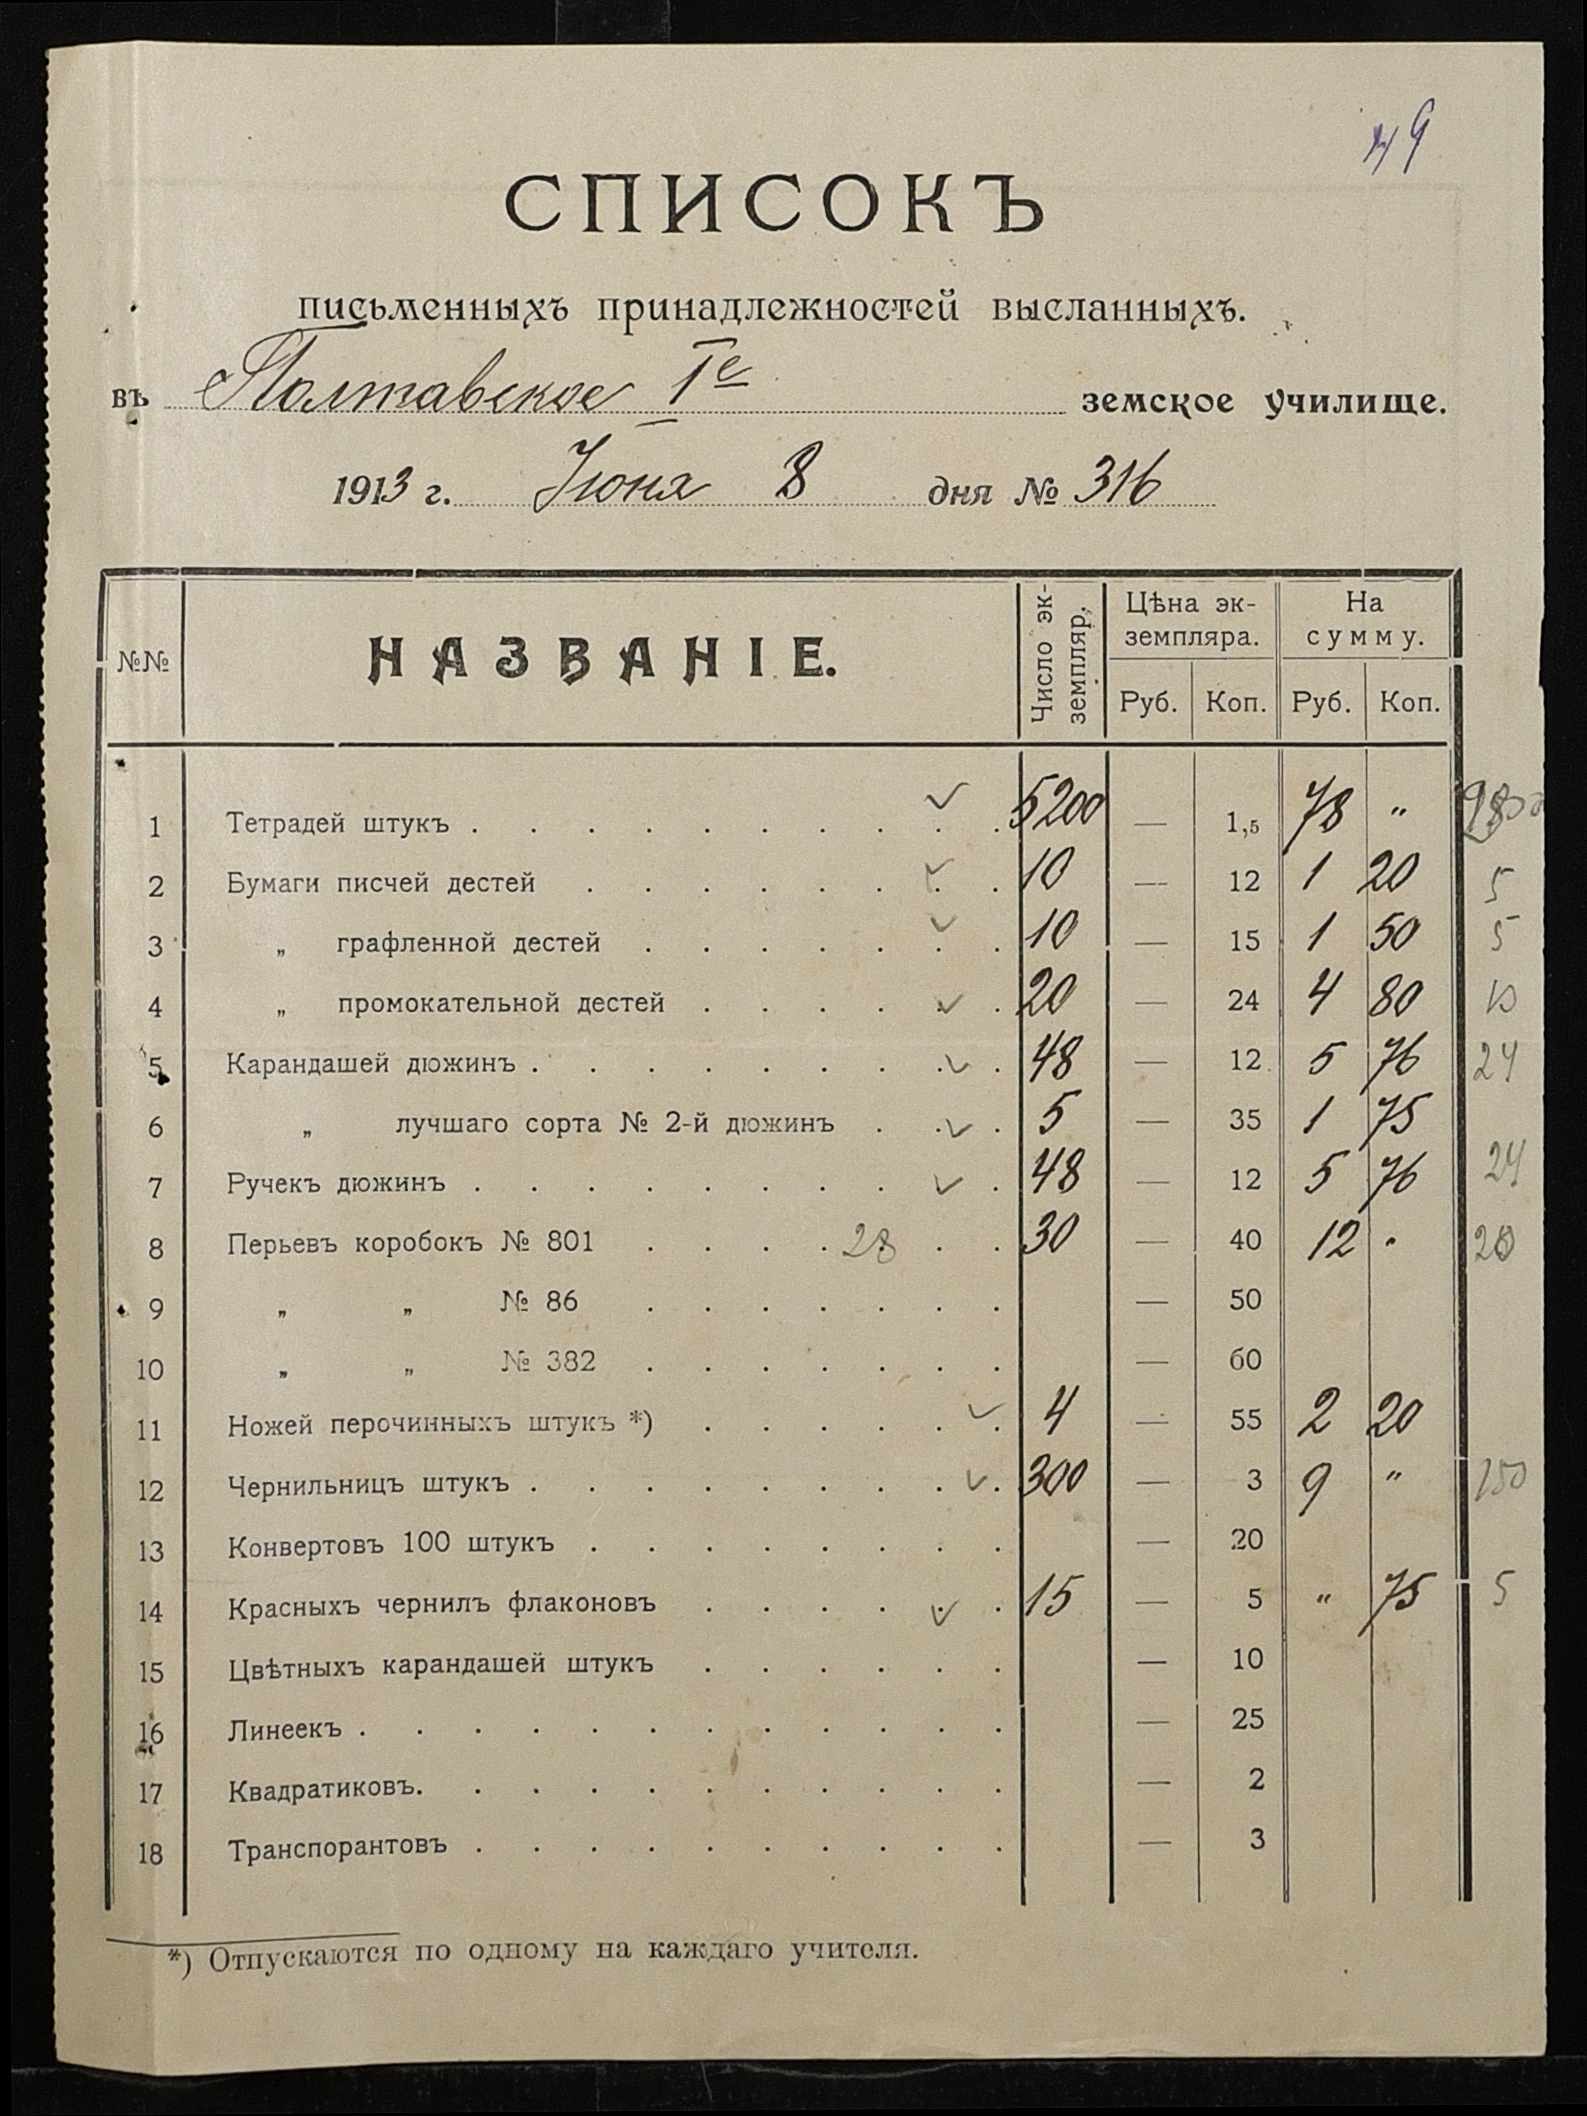 49
СПИСОКЪ
письменныхъ принадлежностей высланныхъ.
въ Полтавское Iе земское училище.
1913 г. Июня 8 дня № 316
№№ НАЗВАНІЕ. Число эк-земпляр. Цѣна эк-земпляра. На сумму.
Руб. Коп. Руб. Коп.
1 Тетрадей штукъ 5200 — 1,5 78 "
2 Бумаги писчей дестей 10 — 12 1 20 5
3 „ графленной дестей 10 — 15 1 50 5
4 „ промокательной дестей 20 — 24 4 80 10
5 Карандашей дюжинъ 48 — 12 5 76 24
6 „ лучшаго сорта № 2-й дюжинъ 5 — 35 1 75
7 Ручекъ дюжинъ 48 — 12 5 76 24
8 Перьевъ коробокъ № 801 28 30 — 40 12 "
9 „ „ № 86 — 50
10 „ „ № 382 — 60
11 Ножей перочинныхъ штукъ *) 4 — 55 2 20
12 Чернильницъ штукъ 300 — 3 9 " 150
13 Конвертовъ 100 штукъ — 20
14 Красныхъ чернилъ флаконовъ 15 — 5 " 75 5
15 Цвѣтныхъ карандашей штукъ — 10
16 Линеекъ — 25
17 Квадратиковъ. — 2
18 Транспорантовъ — 3
*) Отпускаются по одному на каждаго учителя.